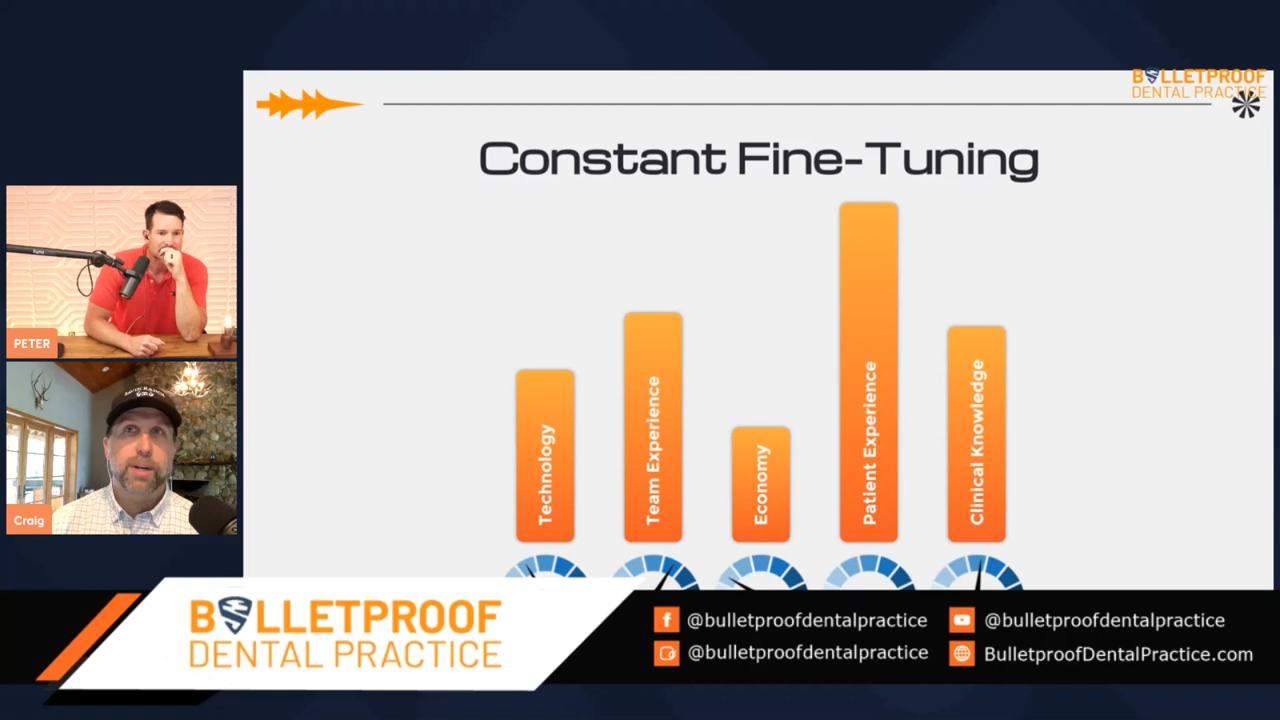 BULLETPROOF
DENTAL PRACTICE
Constant Fine-Tuning
PETER
Craig
Technology
Team Experience
Economy
Patient Experience
Clinical Knowledge
BULLETPROOF
DENTAL PRACTICE
@bulletproofdentalpractice
@bulletproofdentalpractice
@bulletproofdentalpractice
BulletproofDentalPractice.com